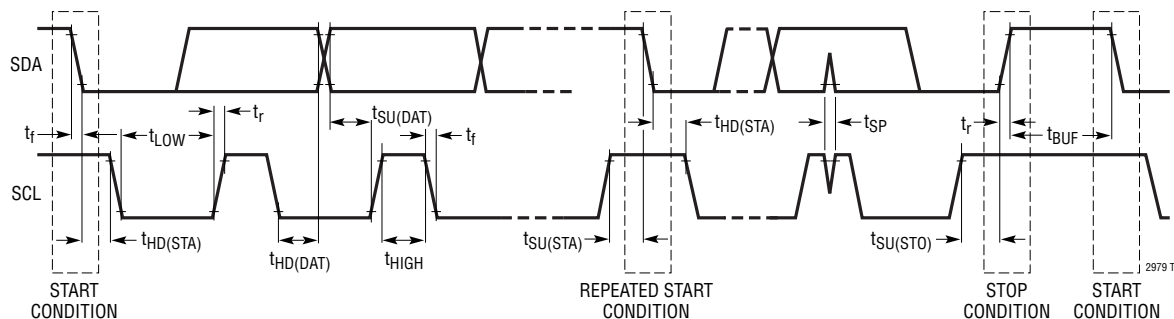 SDA
tf
tLOW
tr
tSU(DAT)
tf
tHD(STA)
tSP
tr
tBUF
SCL
tHD(STA)
tHD(DAT)
tHIGH
tSU(STA)
tSU(STO)
2979 T
START
CONDITION
REPEATED START
CONDITION
STOP
CONDITION
START
CONDITION